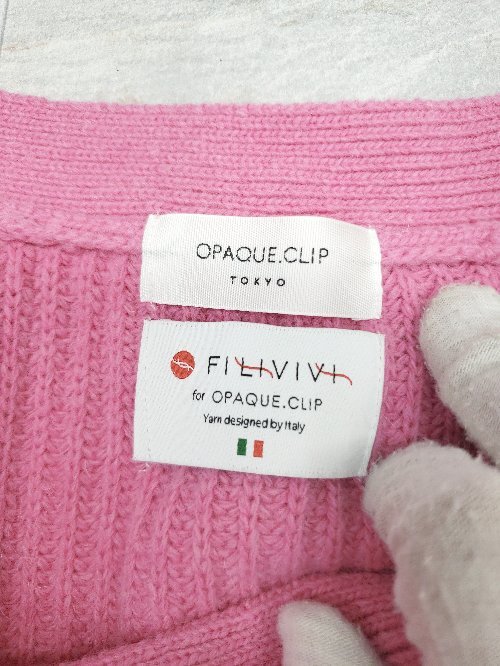 OPAQUE.CLIP
TOKYO
FILIVIVI
for OPAQUE.CLIP
Yarn designed by Italy